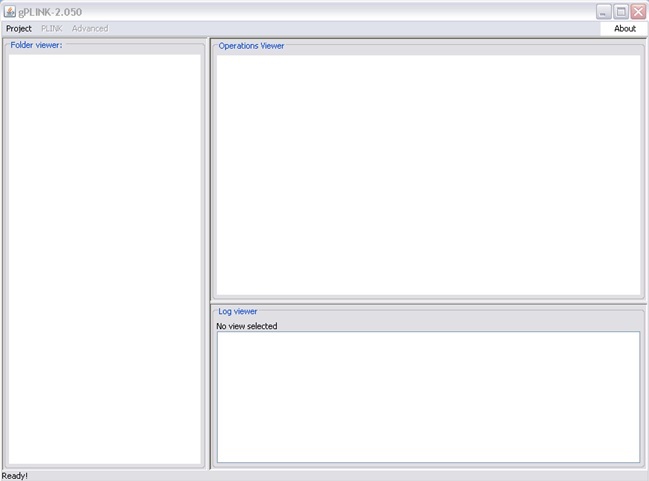 gPLINK-2.050
Project PLINK Advanced About
Folder viewer:
Operations Viewer
Log viewer
No view selected
Ready!